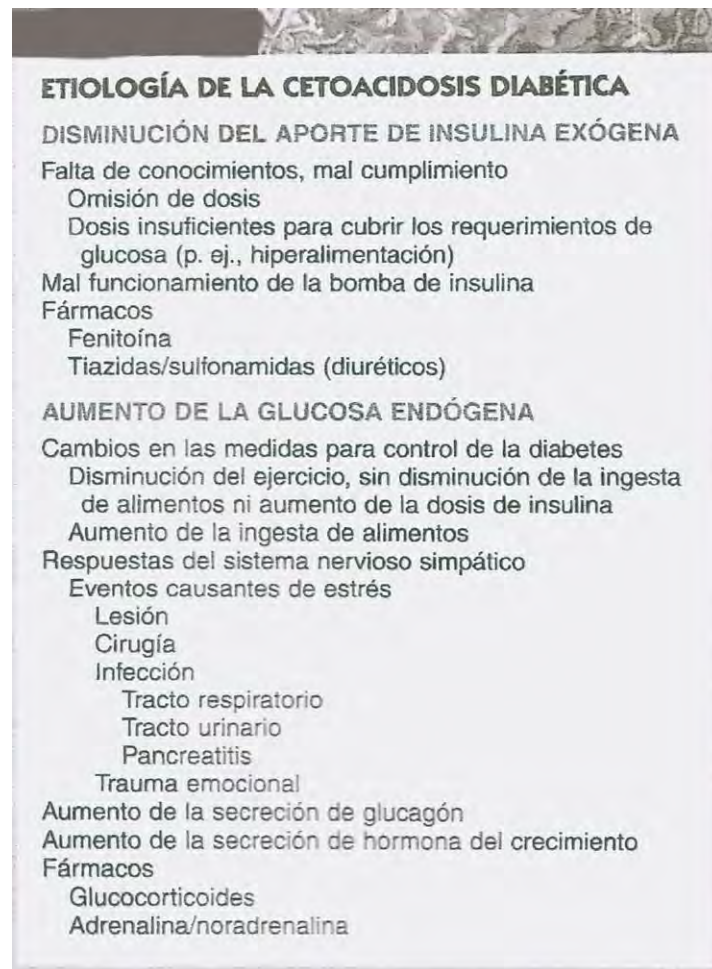 ETIOLOGÍA DE LA CETOACIDOSIS DIABÉTICA
DISMINUCIÓN DEL APORTE DE INSULINA EXÓGENA
Falta de conocimientos, mal cumplimiento
Omisión de dosis
Dosis insuficientes para cubrir los requerimientos de
glucosa (p. ej., hiperalimentación)
Mal funcionamiento de la bomba de insulina
Fármacos
Fenitoína
Tiazidas/sulfonamidas (diuréticos)
AUMENTO DE LA GLUCOSA ENDÓGENA
Cambios en las medidas para control de la diabetes
Disminución del ejercicio, sin disminución de la ingesta
de alimentos ni aumento de la dosis de insulina
Aumento de la ingesta de alimentos
Respuestas del sistema nervioso simpático
Eventos causantes de estrés
Lesión
Cirugía
Infección
Tracto respiratorio
Tracto urinario
Pancreatitis
Trauma emocional
Aumento de la secreción de glucagón
Aumento de la secreción de hormona del crecimiento
Fármacos
Glucocorticoides
Adrenalina/noradrenalina